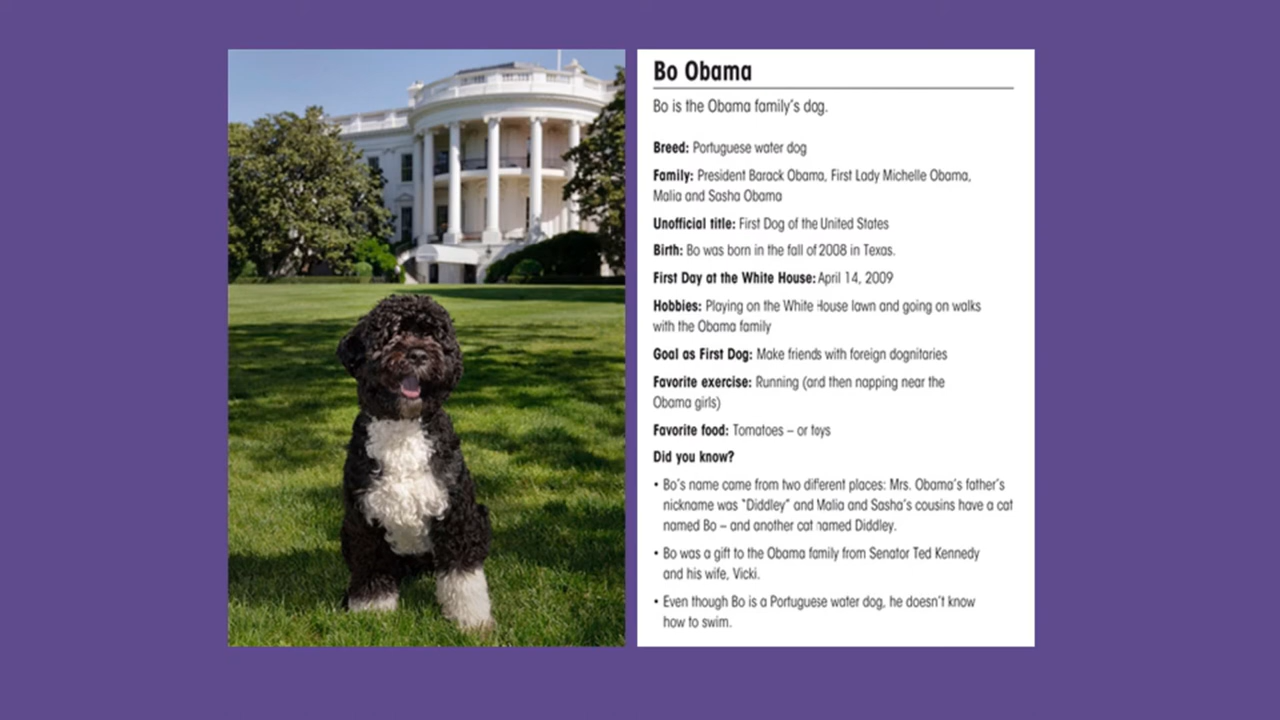 Bo Obama
Bo is the Obama family's dog.
Breed: Portuguese water dog
Family: President Barack Obama, First Lady Michelle Obama,
Malia and Sasha Obama
Unofficial title: First Dog of the United States
Birth: Bo was born in the fall of 2008 in Texas.
First Day at the White House: April 14, 2009
Hobbies: Playing on the White House lawn and going on walks
with the Obama family
Goal as First Dog: Make friends with foreign dognitaries
Favorite exercise: Running (and then napping near the
Obama girls)
Favorite food: Tomatoes – or toys
Did you know?
• Bo's name came from two different places: Mrs. Obama's father's
nickname was "Diddley" and Malia and Sasha's cousins have a cat
named Bo – and another cat named Diddley.
• Bo was a gift to the Obama family from Senator Ted Kennedy
and his wife, Vicki.
• Even though Bo is a Portuguese water dog, he doesn't know
how to swim.